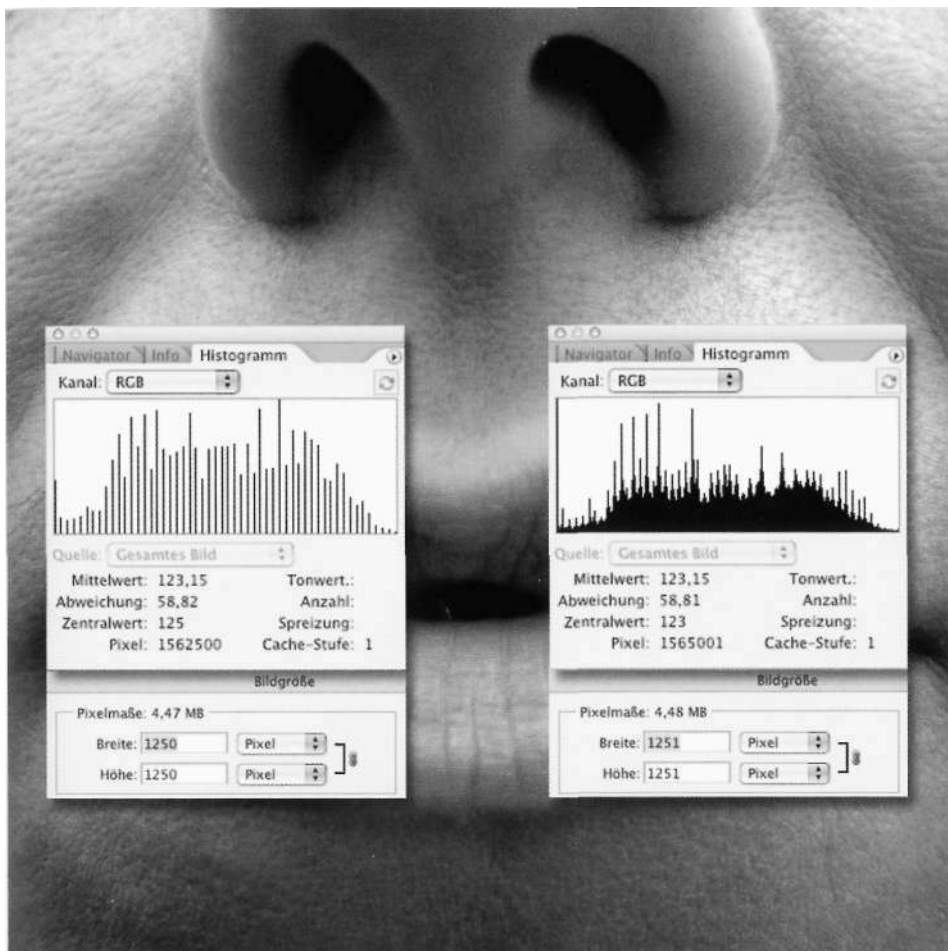 Navigator Info Histogramm
Kanal: RGB
Quelle: Gesamtes Bild
Mittelwert: 123,15 Tonwert.:
Abweichung: 58,82 Anzahl:
Zentralwert: 125 Spreizung:
Pixel: 1562500 Cache-Stufe: 1
Bildgröße
Pixelmaße: 4,47 MB
Breite: 1250 Pixel
Höhe: 1250 Pixel
Navigator Info Histogramm
Kanal: RGB
Quelle: Gesamtes Bild
Mittelwert: 123,15 Tonwert.:
Abweichung: 58,81 Anzahl:
Zentralwert: 123 Spreizung:
Pixel: 1565001 Cache-Stufe: 1
Bildgröße
Pixelmaße: 4,48 MB
Breite: 1251 Pixel
Höhe: 1251 Pixel